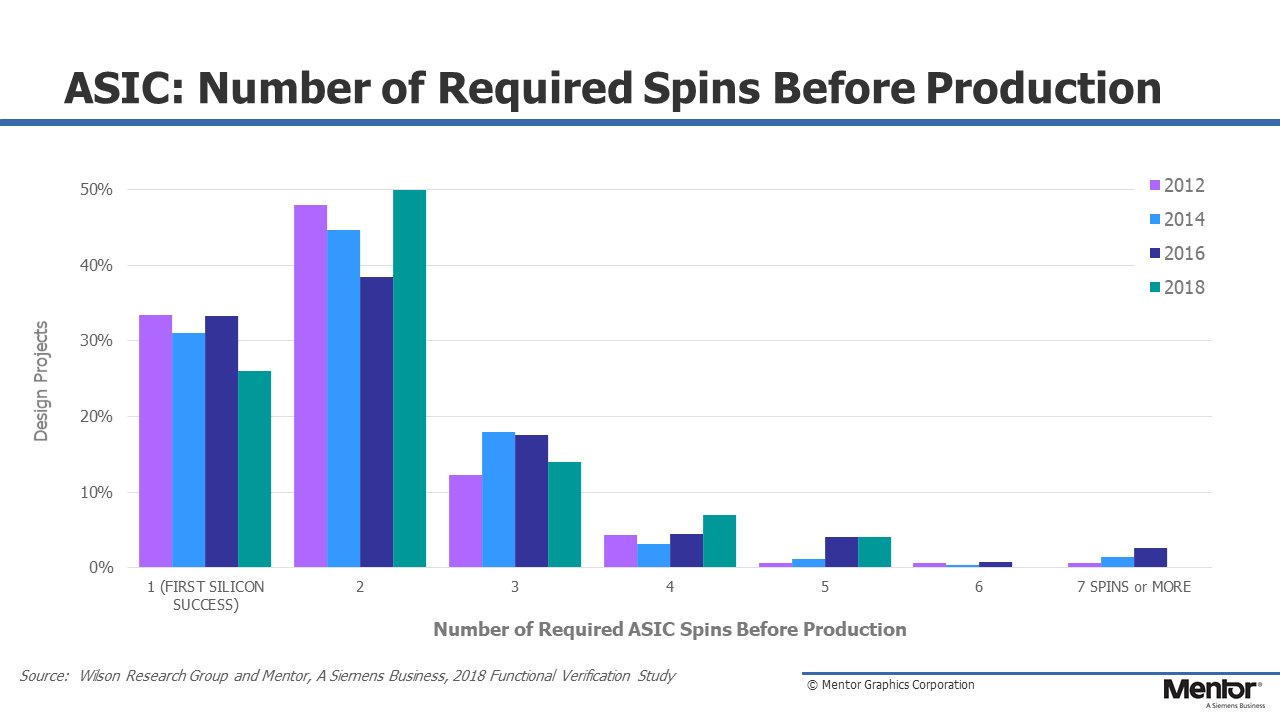 ASIC: Number of Required Spins Before Production
50%
40%
30%
20%
10%
0%
Design Projects
2012
2014
2016
2018
1 (FIRST SILICON
SUCCESS)
2
3
4
5
6
7 SPINS or MORE
Number of Required ASIC Spins Before Production
Source: Wilson Research Group and Mentor, A Siemens Business, 2018 Functional Verification Study
© Mentor Graphics Corporation
Mentor®
A Siemens Business